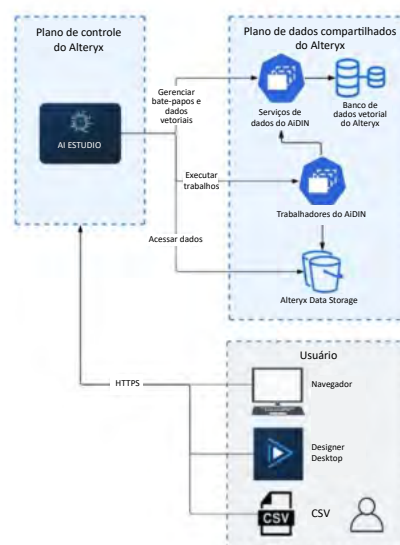 Plano de controle
do Alteryx
AI ESTUDIO
Plano de dados compartilhados
do Alteryx
Gerenciar
bate-papos e
dados
vetoriais
Serviços de
dados do AiDIN
Banco de
dados vetorial
do Alteryx
Executar
trabalhos
Trabalhadores do AiDIN
Acessar dados
Alteryx Data Storage
Usuário
HTTPS
Navegador
Designer
Desktop
CSV
CSV